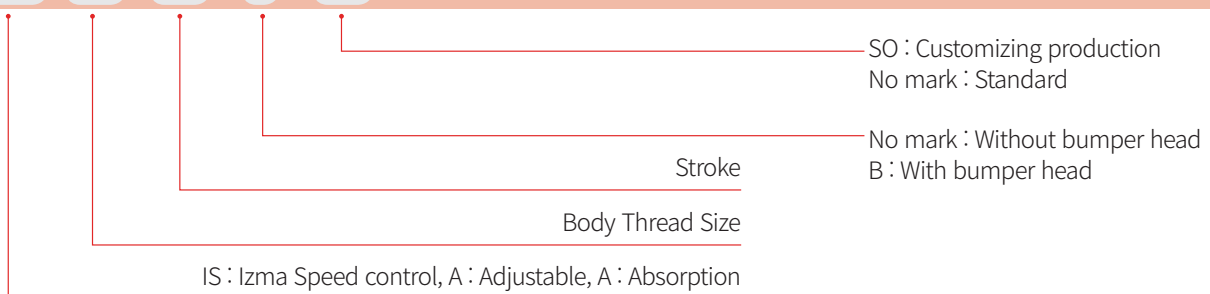 SO : Customizing production
No mark : Standard
No mark : Without bumper head
B : With bumper head
Stroke
Body Thread Size
IS : Izma Speed control, A : Adjustable, A : Absorption